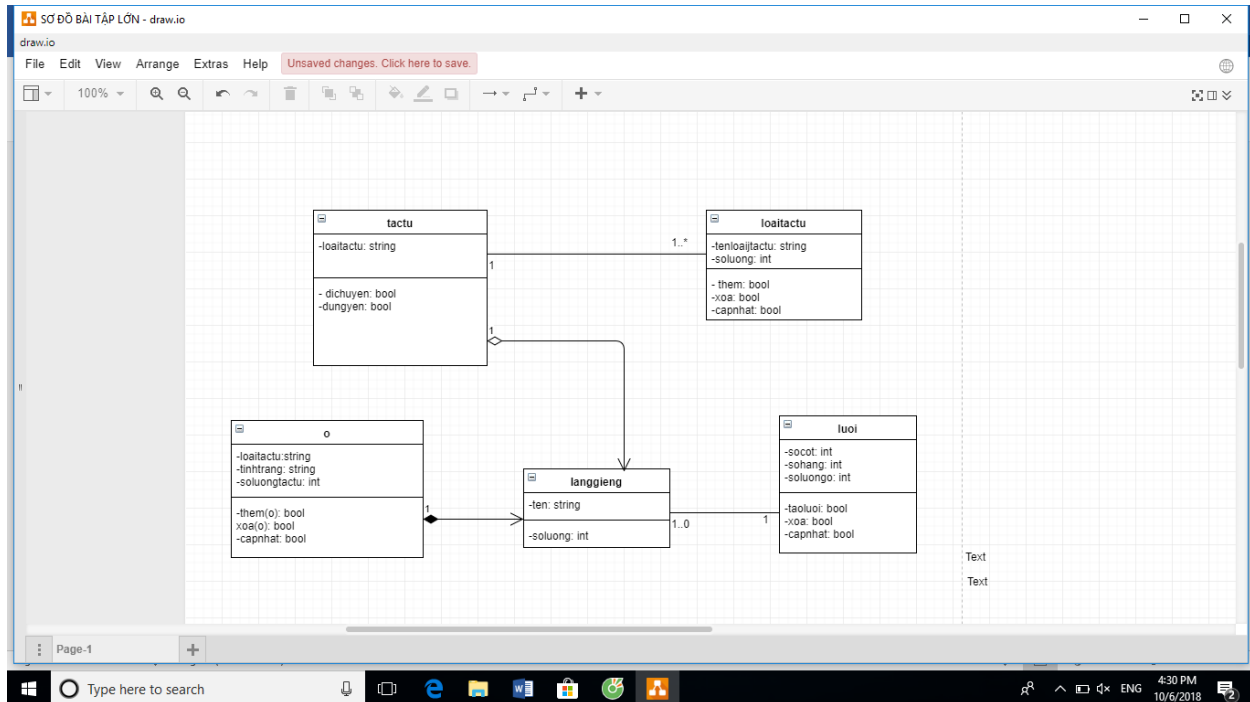 SƠ ĐỒ BÀI TẬP LỚN - draw.io
draw.io
File Edit View Arrange Extras Help Unsaved changes. Click here to save.
100%
tactu
-loaitactu: string
- dichuyen: bool
-dungyen: bool
1
1..*
loaitactu
-tenloaijtactu: string
-soluong: int
- them: bool
-xoa: bool
-capnhat: bool
1
o
-loaitactu:string
-tinhtrang: string
-soluongtactu: int
-them(o): bool
xoa(o): bool
-capnhat: bool
1
langgieng
-ten: string
-soluong: int
1..0
1
luoi
-socot: int
-sohang: int
-soluongo: int
-taoluoi: bool
-xoa: bool
-capnhat: bool
Text
Text
Page-1
Type here to search
ENG
4:30 PM
10/6/2018
2